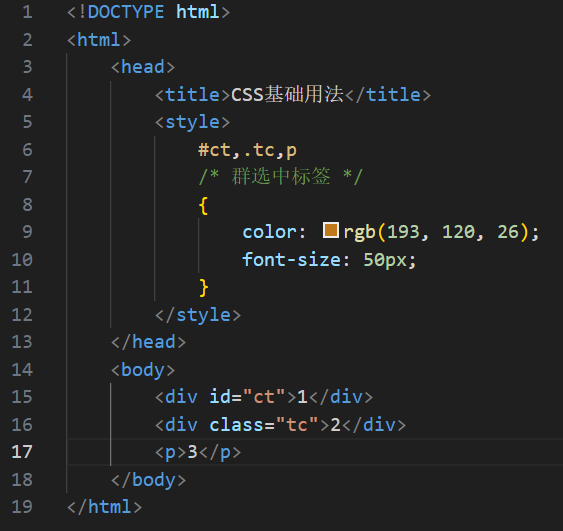 1 <!DOCTYPE html>
2 <html>
3 <head>
4 <title>CSS基础用法</title>
5 <style>
6 #ct,.tc,p
7 /* 群选中标签 */
8 {
9 color: rgb(193, 120, 26);
10 font-size: 50px;
11 }
12 </style>
13 </head>
14 <body>
15 <div id="ct">1</div>
16 <div class="tc">2</div>
17 <p>3</p>
18 </body>
19 </html>